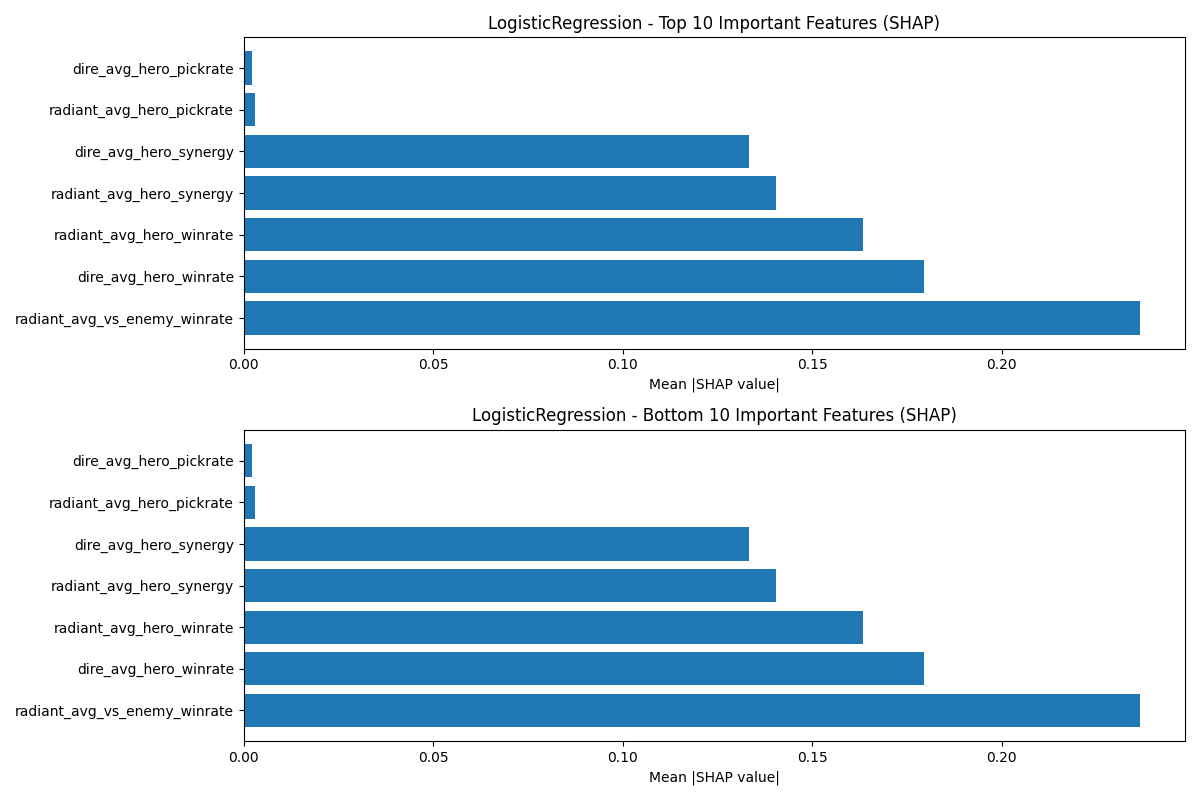 LogisticRegression - Top 10 Important Features (SHAP)
dire_avg_hero_pickrate
radiant_avg_hero_pickrate
dire_avg_hero_synergy
radiant_avg_hero_synergy
radiant_avg_hero_winrate
dire_avg_hero_winrate
radiant_avg_vs_enemy_winrate
0.00 0.05 0.10 0.15 0.20
Mean |SHAP value|
LogisticRegression - Bottom 10 Important Features (SHAP)
dire_avg_hero_pickrate
radiant_avg_hero_pickrate
dire_avg_hero_synergy
radiant_avg_hero_synergy
radiant_avg_hero_winrate
dire_avg_hero_winrate
radiant_avg_vs_enemy_winrate
0.00 0.05 0.10 0.15 0.20
Mean |SHAP value|